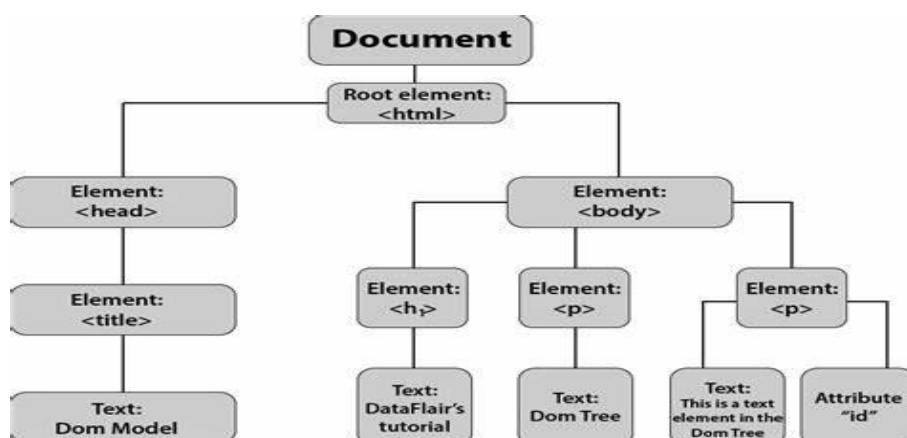 Document
Root element:
<html>
Element:
<head>
Element:
<body>
Element:
<title>
Element:
<h₁>
Element:
<p>
Element:
<p>
Text:
Dom Model
Text:
DataFlair's
tutorial
Text:
Dom Tree
Text:
This is a text
element in the
Dom Tree
Attribute
"id"